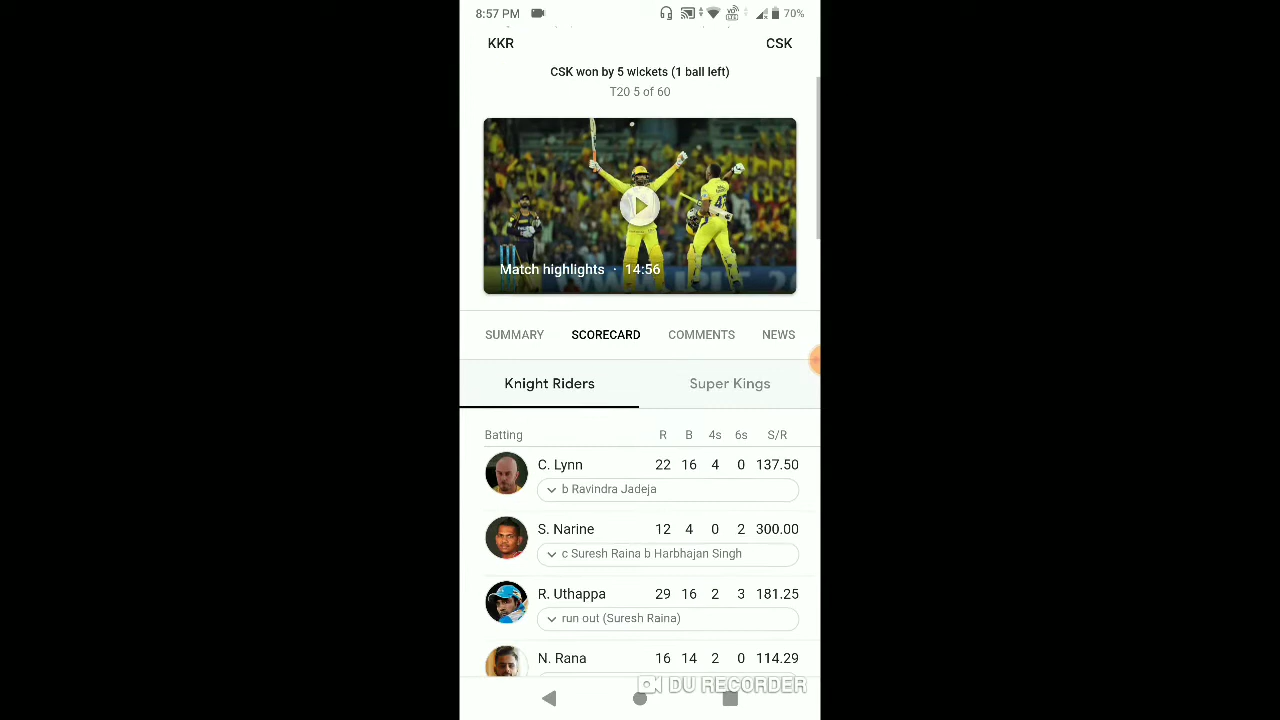 8:57 PM 70%
KKR CSK
CSK won by 5 wickets (1 ball left)
T20 5 of 60
Match highlights · 14:56
SUMMARY SCORECARD COMMENTS NEWS
Knight Riders Super Kings
Batting R B 4s 6s S/R
C. Lynn 22 16 4 0 137.50
b Ravindra Jadeja
S. Narine 12 4 0 2 300.00
c Suresh Raina b Harbhajan Singh
R. Uthappa 29 16 2 3 181.25
run out (Suresh Raina)
N. Rana 16 14 2 0 114.29
DU RECORDER